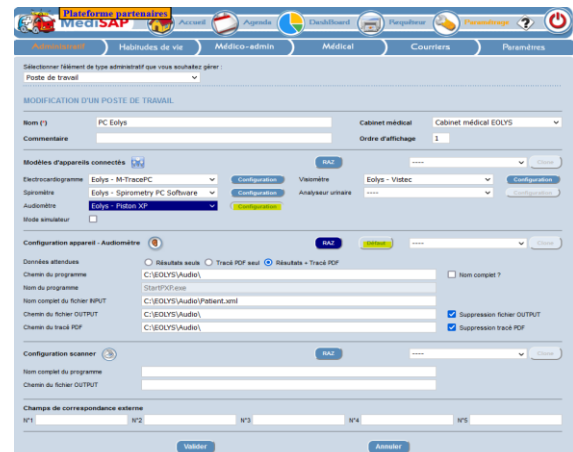 Plateforme partenaires
MédiSAP Accueil Agenda DashBoard Requêteur Paramétrage ?
Administratif Habitudes de vie Médico-admin Médical Courriers Paramètres
Sélectionner l'élément de type administratif que vous souhaitez gérer :
Poste de travail
MODIFICATION D'UN POSTE DE TRAVAIL
Nom (*) PC Eolys Cabinet médical Cabinet médical EOLYS
Commentaire Ordre d'affichage 1
Modèles d'appareils connectés RAZ ---- Cloner
Electrocardiogramme Eolys - M-TracePC Configuration Visiomètre Eolys - Vistec Configuration
Spiromètre Eolys - Spirometry PC Software Configuration Analyseur urinaire ---- Configuration
Audiomètre Eolys - Piston XP Configuration
Mode simulateur
Configuration appareil - Audiomètre RAZ Défaut ---- Cloner
Données attendues Résultats seuls Tracé PDF seul Résultats + Tracé PDF
Chemin du programme C:\EOLYS\Audio\ Nom complet ?
Nom du programme StartPXP.exe
Nom complet du fichier INPUT C:\EOLYS\Audio\Patient.xml
Chemin du fichier OUTPUT C:\EOLYS\Audio\ Suppression fichier OUTPUT
Chemin du tracé PDF C:\EOLYS\Audio\ Suppression tracé PDF
Configuration scanner RAZ ---- Cloner
Nom complet du programme
Chemin du fichier OUTPUT
Champs de correspondance externe
N°1 N°2 N°3 N°4 N°5
Valider Annuler